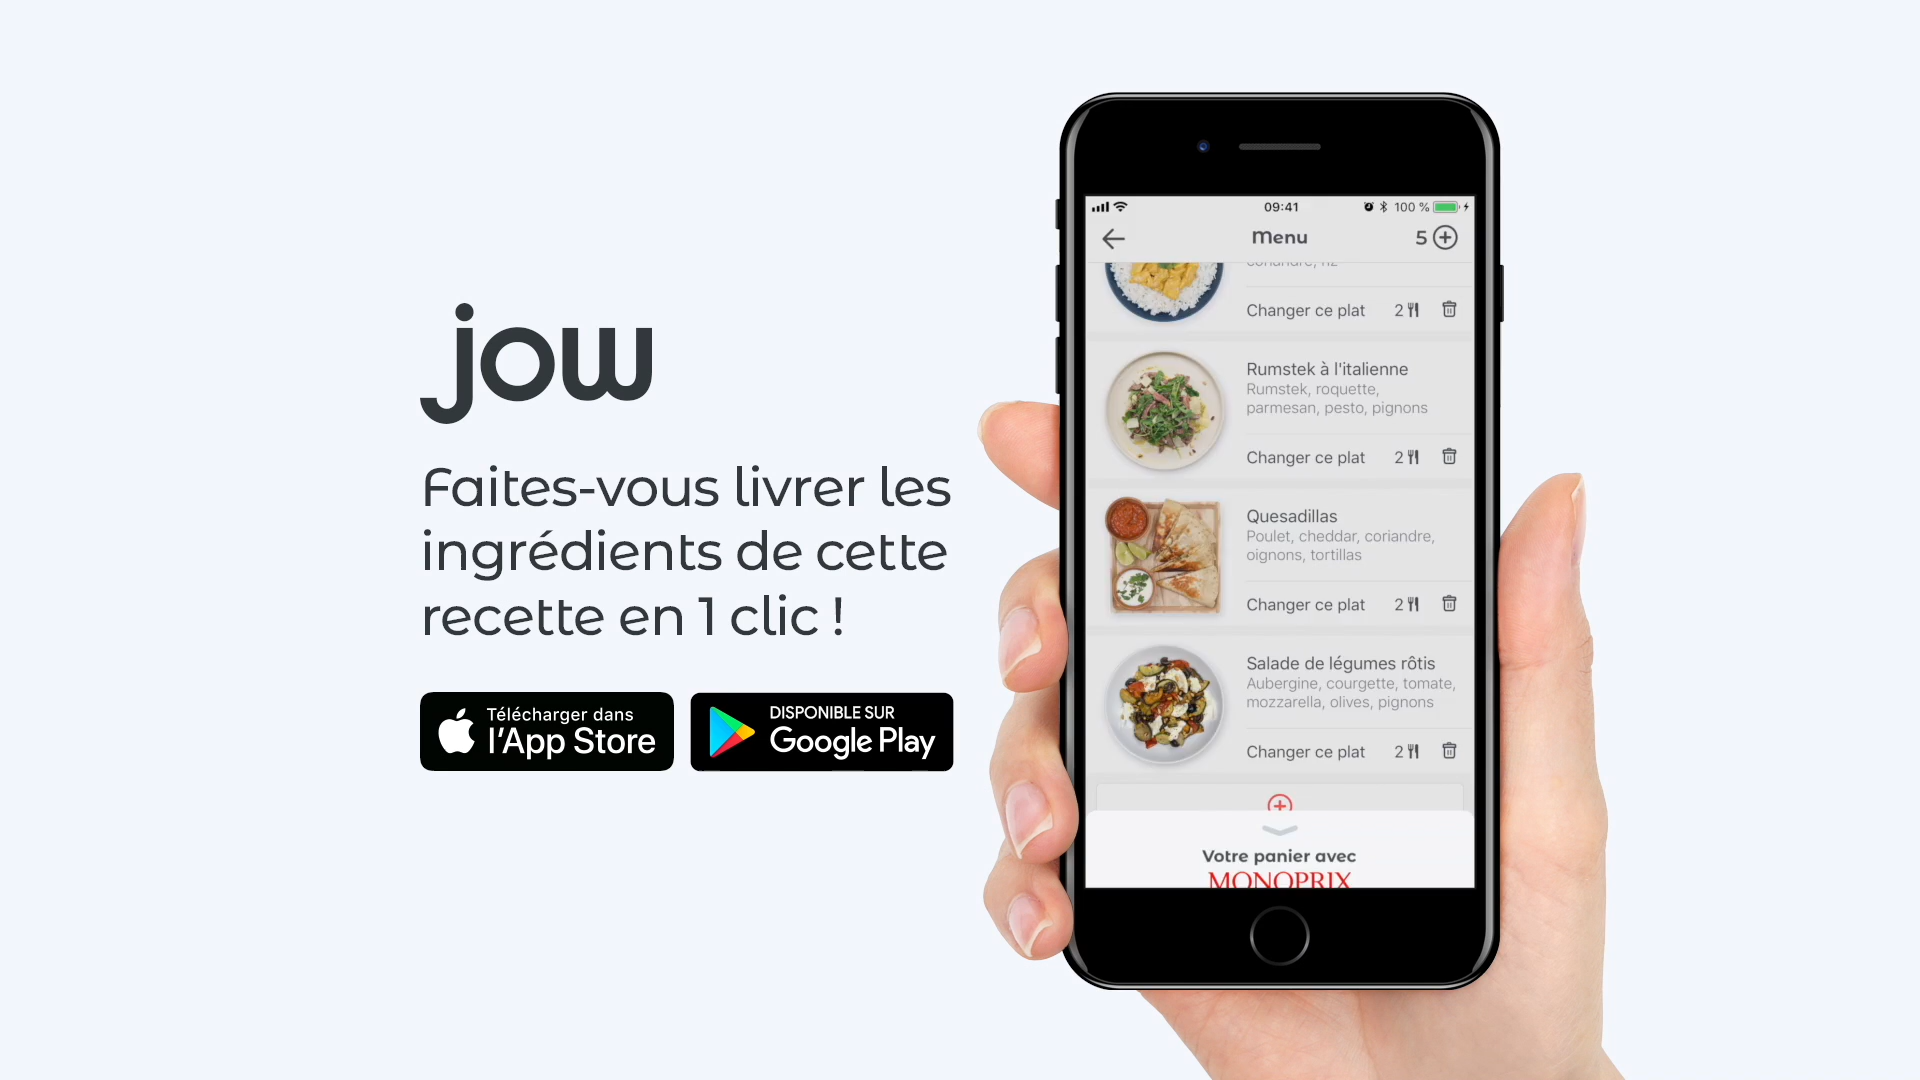 jow
Faites-vous livrer les
ingrédients de cette
recette en 1 clic !
Télécharger dans
l'App Store
DISPONIBLE SUR
Google Play
09:41
100 %
Menu
5
Changer ce plat 2
Rumstek à l'italienne
Rumstek, roquette,
parmesan, pesto, pignons
Changer ce plat 2
Quesadillas
Poulet, cheddar, coriandre,
oignons, tortillas
Changer ce plat 2
Salade de légumes rôtis
Aubergine, courgette, tomate,
mozzarella, olives, pignons
Changer ce plat 2
Votre panier avec
MONOPRIX